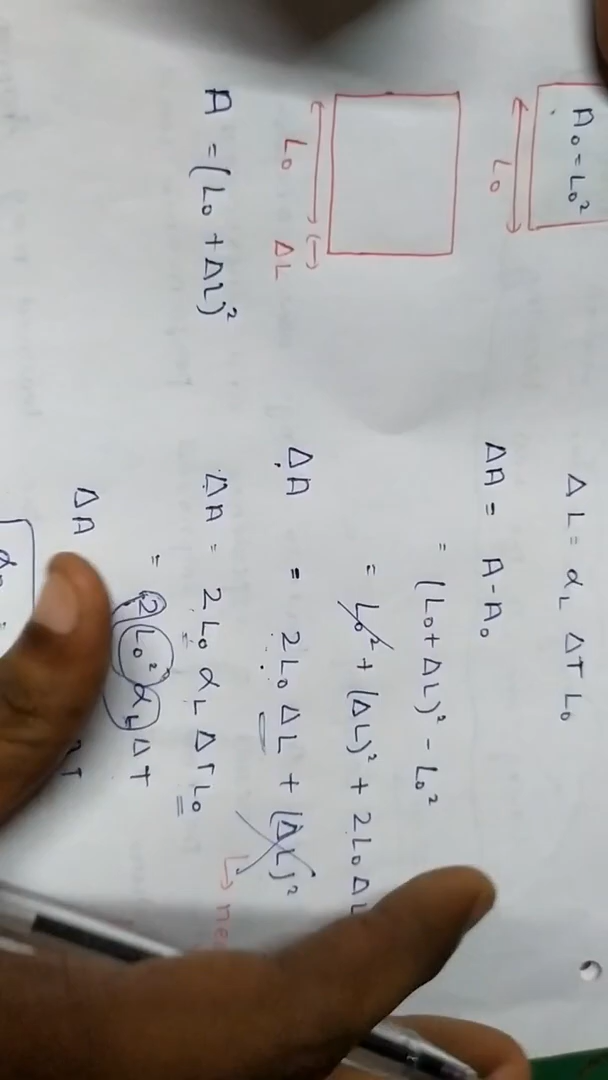 A₀ = L₀²
L₀
L₀ ΔL
A = (L₀ + ΔL)²
ΔL = α_L ΔT L₀
ΔA = A - A₀
= (L₀ + ΔL)² - L₀²
= L₀² + (ΔL)² + 2L₀ Δ
ΔA = 2L₀ ΔL + (ΔL)²
ΔA = 2L₀ α_L ΔT L₀
= 2 L₀² α_L ΔT
ΔA